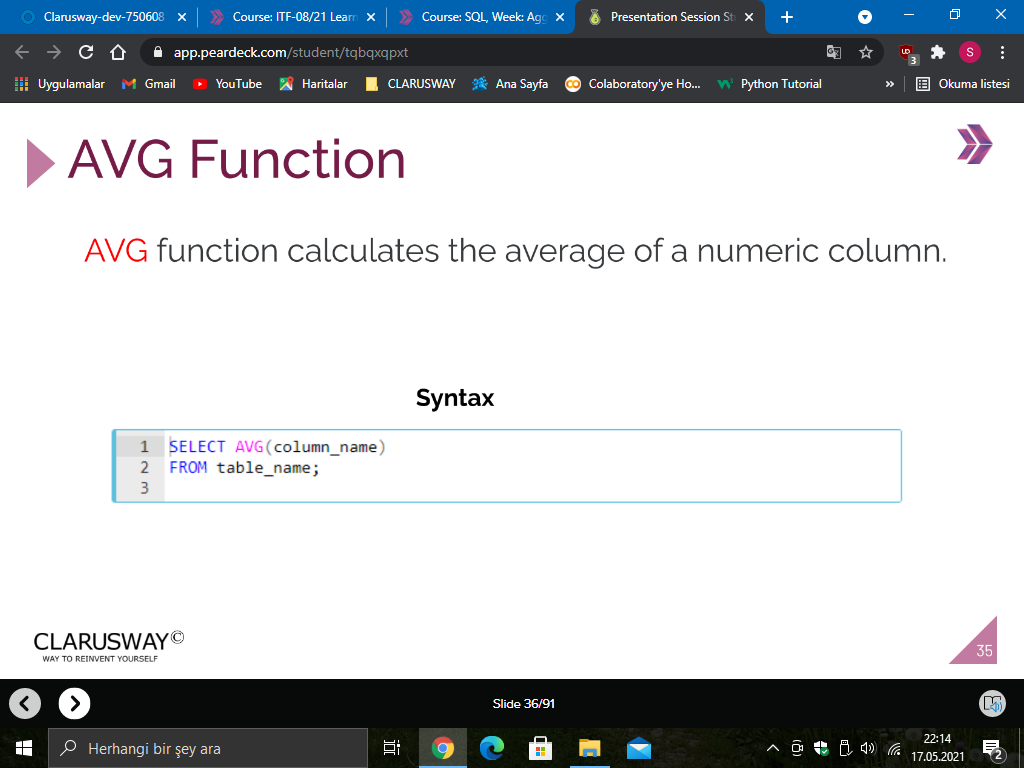 Clarusway-dev-750608
Course: ITF-08/21 Learn
Course: SQL, Week: Agg
Presentation Session St
app.peardeck.com/student/tqbqxqpxt
3
S
Uygulamalar
Gmail
YouTube
Haritalar
CLARUSWAY
Ana Sayfa
Colaboratory'ye Ho...
Python Tutorial
»
Okuma listesi
AVG Function
AVG function calculates the average of a numeric column.
Syntax
1 SELECT AVG(column_name)
2 FROM table_name;
3
CLARUSWAY©
WAY TO REINVENT YOURSELF
35
Slide 36/91
Herhangi bir şey ara
22:14
17.05.2021
2